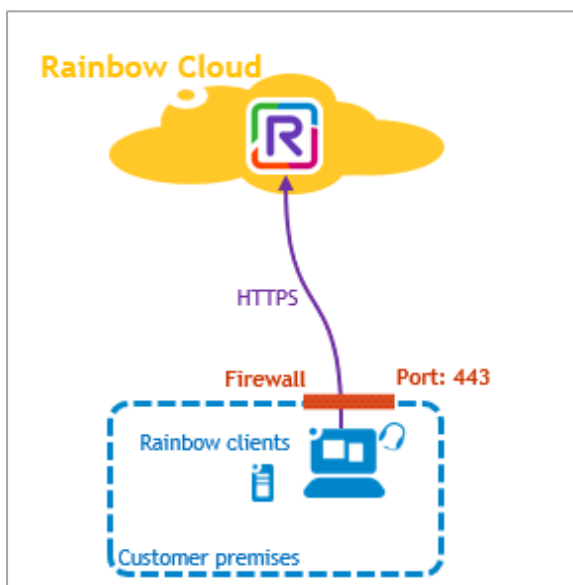 Rainbow Cloud
R
HTTPS
Firewall Port: 443
Rainbow clients
Customer premises